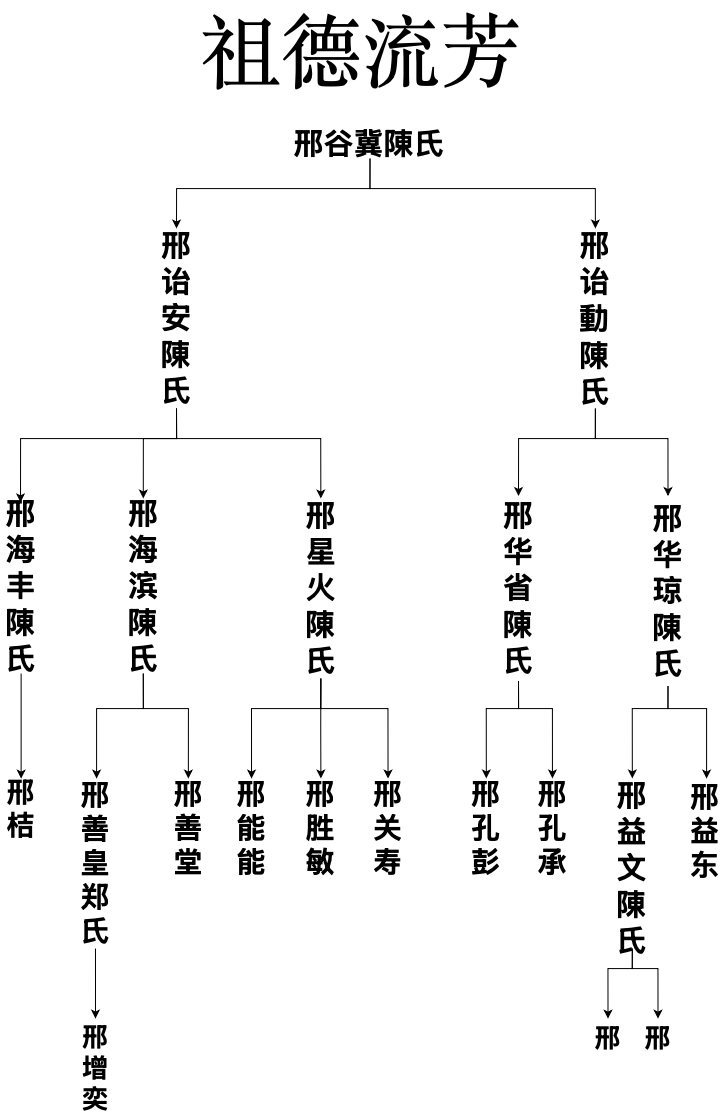 祖德流芳
邢谷冀陳氏
邢诒安陳氏
邢诒動陳氏
邢海丰陳氏
邢海滨陳氏
邢星火陳氏
邢华省陳氏
邢华琼陳氏
邢桔
邢善皇郑氏
邢善堂
邢能能
邢胜敏
邢关寿
邢孔彭
邢孔承
邢益文陳氏
邢益东
邢增奕
邢
邢